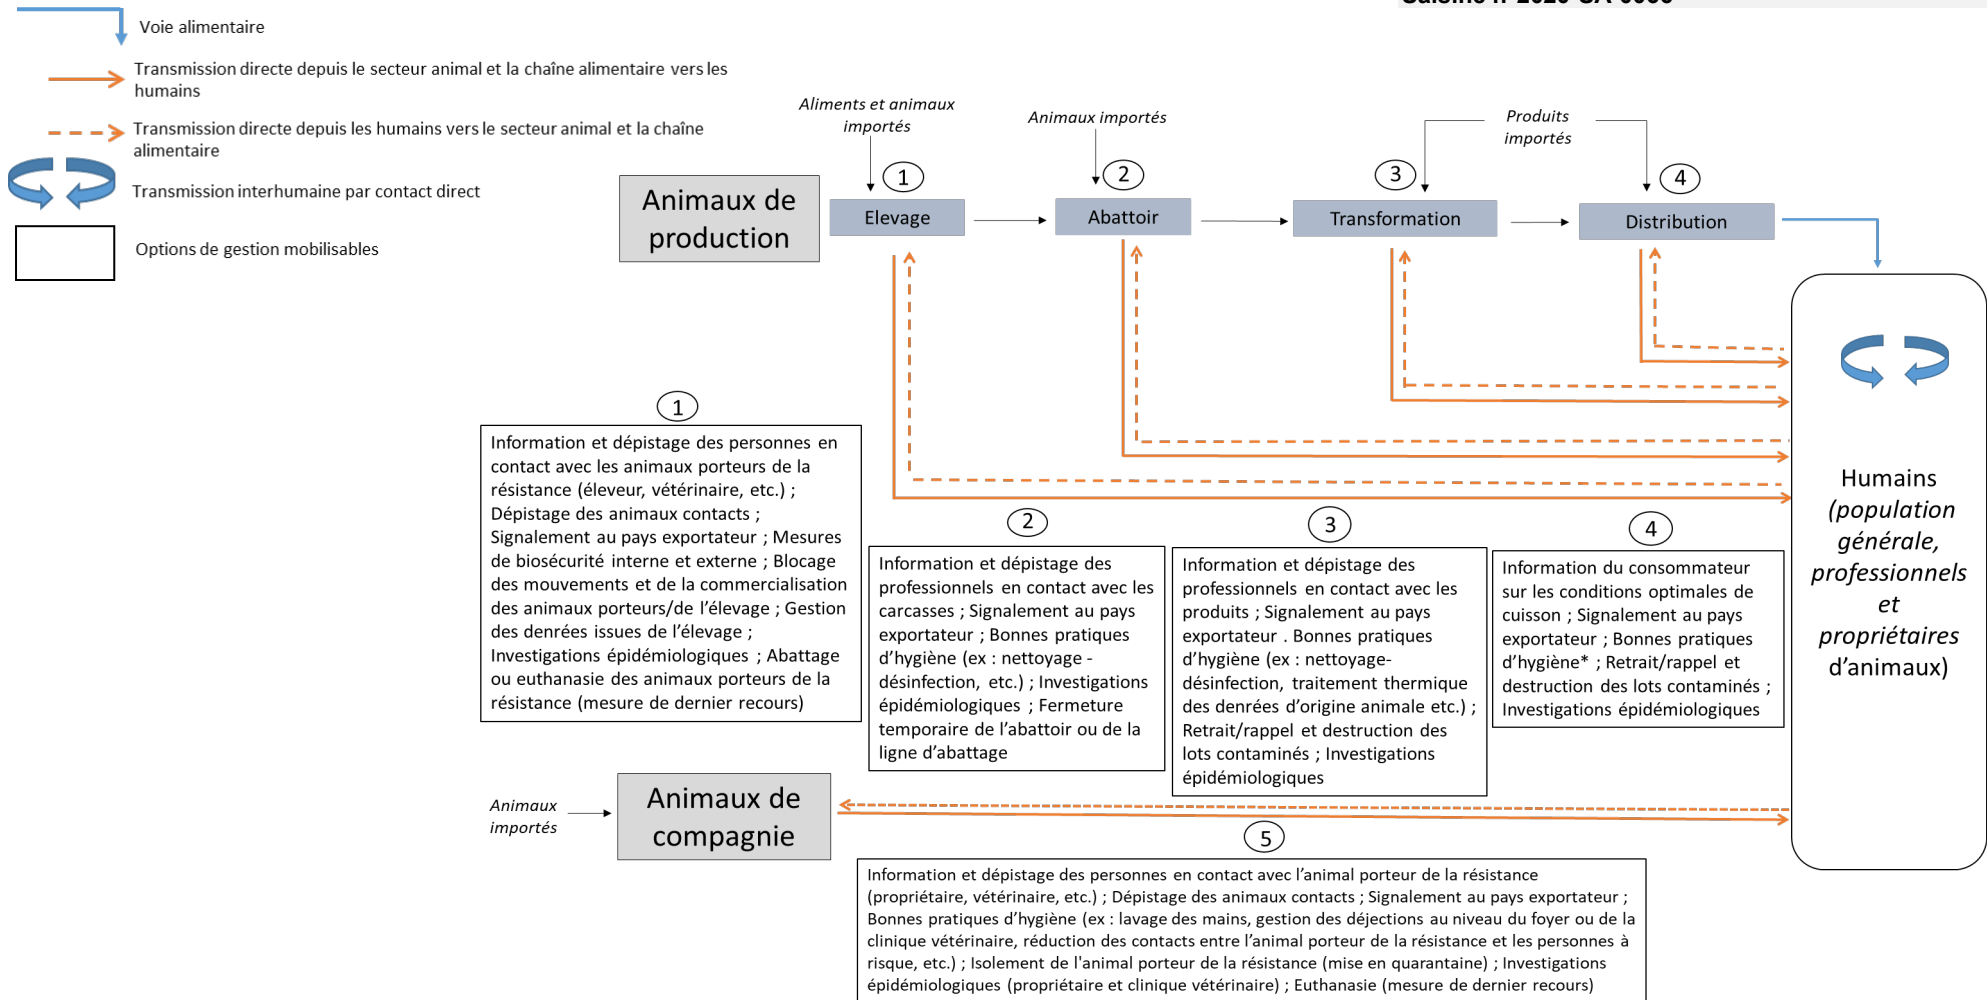 Saisine n°2020-SA-0066
Voie alimentaire
Transmission directe depuis le secteur animal et la chaîne alimentaire vers les
humains
Transmission directe depuis les humains vers le secteur animal et la chaîne
alimentaire
Transmission interhumaine par contact direct
Options de gestion mobilisables
Aliments et animaux
importés
Animaux importés
Produits
importés
1
2
3
4
Animaux de
production
Elevage
Abattoir
Transformation
Distribution
Humains
(population
générale,
professionnels
et
propriétaires
d'animaux)
1
Information et dépistage des personnes en
contact avec les animaux porteurs de la
résistance (éleveur, vétérinaire, etc.) ;
Dépistage des animaux contacts ;
Signalement au pays exportateur ; Mesures
de biosécurité interne et externe ; Blocage
des mouvements et de la commercialisation
des animaux porteurs/de l'élevage ; Gestion
des denrées issues de l'élevage ;
Investigations épidémiologiques ; Abattage
ou euthanasie des animaux porteurs de la
résistance (mesure de dernier recours)
2
Information et dépistage des
professionnels en contact avec les
carcasses ; Signalement au pays
exportateur ; Bonnes pratiques
d'hygiène (ex : nettoyage -
désinfection, etc.) ; Investigations
épidémiologiques ; Fermeture
temporaire de l'abattoir ou de la
ligne d'abattage
3
Information et dépistage des
professionnels en contact avec les
produits ; Signalement au pays
exportateur . Bonnes pratiques
d'hygiène (ex : nettoyage-
désinfection, traitement thermique
des denrées d'origine animale etc.) ;
Retrait/rappel et destruction des
lots contaminés ; Investigations
épidémiologiques
4
Information du consommateur
sur les conditions optimales de
cuisson ; Signalement au pays
exportateur ; Bonnes pratiques
d'hygiène* ; Retrait/rappel et
destruction des lots contaminés ;
Investigations épidémiologiques
Animaux
importés
Animaux de
compagnie
5
Information et dépistage des personnes en contact avec l'animal porteur de la résistance
(propriétaire, vétérinaire, etc.) ; Dépistage des animaux contacts ; Signalement au pays exportateur ;
Bonnes pratiques d'hygiène (ex : lavage des mains, gestion des déjections au niveau du foyer ou de la
clinique vétérinaire, réduction des contacts entre l'animal porteur de la résistance et les personnes à
risque, etc.) ; Isolement de l'animal porteur de la résistance (mise en quarantaine) ; Investigations
épidémiologiques (propriétaire et clinique vétérinaire) ; Euthanasie (mesure de dernier recours)